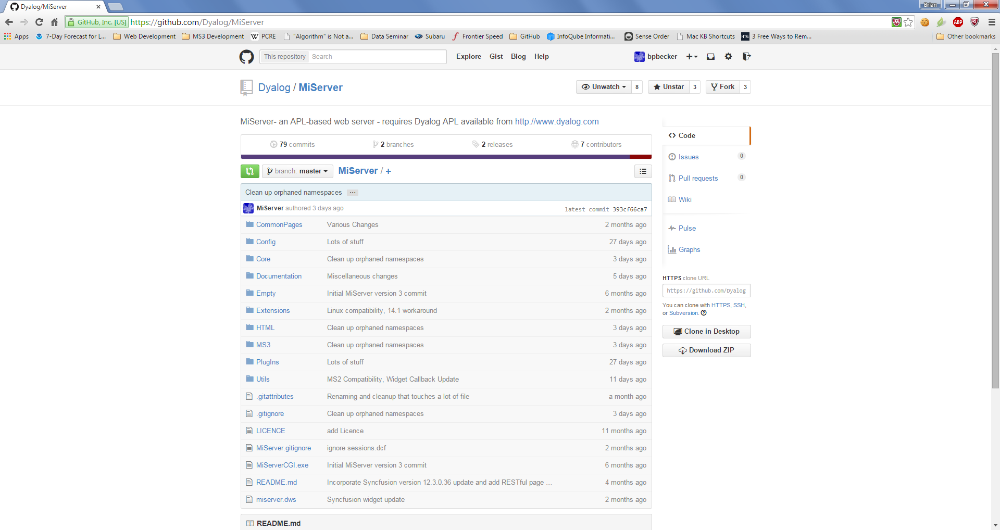 Dyalog/MiServer
Brian
GitHub, Inc. [US] https://github.com/Dyalog/MiServer
Apps 7-Day Forecast for L... Web Development MS3 Development PCRE "Algorithm" is Not a... Data Seminar Subaru Frontier Speed GitHub InfoQube Informati... Sense Order Mac KB Shortcuts HTG 3 Free Ways to Rem... Other bookmarks
ABP
This repository Search Explore Gist Blog Help bpbecker
Dyalog / MiServer Unwatch 8 Unstar 3 Fork 3
MiServer- an APL-based web server - requires Dyalog APL available from http://www.dyalog.com
79 commits 2 branches 2 releases 7 contributors
branch: master MiServer / +
Clean up orphaned namespaces ...
MiServer authored 3 days ago latest commit 393cf66ca7
CommonPages Various Changes 2 months ago
Config Lots of stuff 27 days ago
Core Clean up orphaned namespaces 3 days ago
Documentation Miscellaneous changes 5 days ago
Empty Initial MiServer version 3 commit 6 months ago
Extensions Linux compatibility, 14.1 workaround 2 months ago
HTML Clean up orphaned namespaces 3 days ago
MS3 Clean up orphaned namespaces 3 days ago
PlugIns Lots of stuff 27 days ago
Utils MS2 Compatibility, Widget Callback Update 11 days ago
.gitattributes Renaming and cleanup that touches a lot of file a month ago
.gitignore Clean up orphaned namespaces 3 days ago
LICENCE add Licence 11 months ago
MiServer.gitignore ignore sessions.dcf 2 months ago
MiServerCGI.exe Initial MiServer version 3 commit 6 months ago
README.md Incorporate Syncfusion version 12.3.0.36 update and add RESTful page ... 4 months ago
miserver.dws Syncfusion widget update 2 months ago
README.md
Code
Issues 0
Pull requests 0
Wiki
Pulse
Graphs
HTTPS clone URL
https://github.com/Dyalog
You can clone with HTTPS, SSH,
or Subversion.
Clone in Desktop
Download ZIP